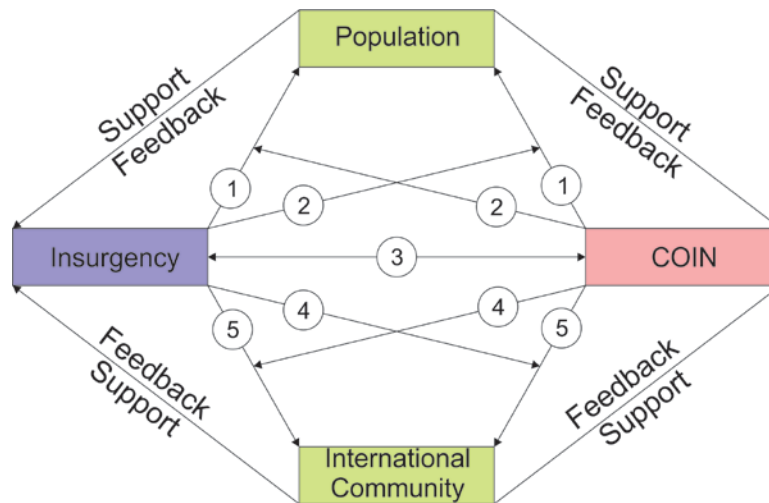 Population
Support
Feedback
Support
Feedback
1
2
2
1
Insurgency
3
COIN
5
4
4
5
Feedback
Support
Feedback
Support
International
Community